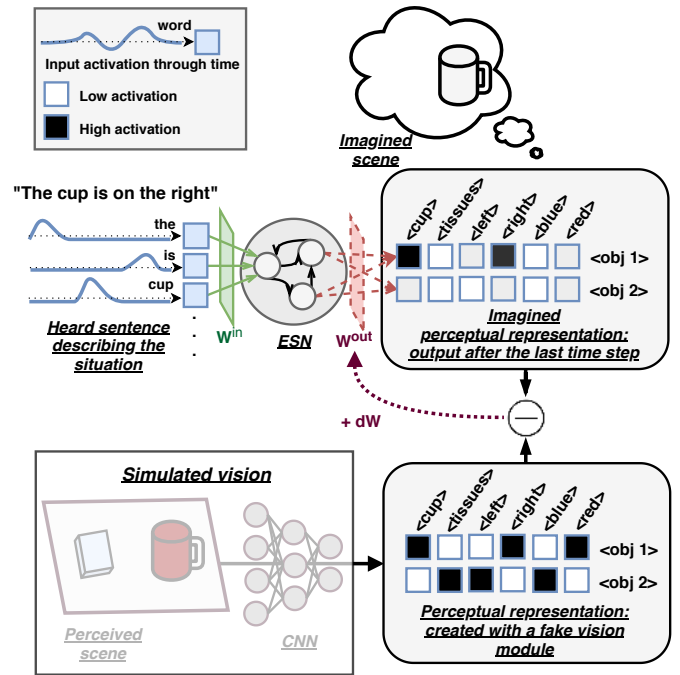 word
Input activation through time
Low activation
High activation
Imagined
scene
"The cup is on the right"
the
is
cup
.
.
.
Heard sentence
describing the
situation
W^in
ESN
W^out
<cup>
<tissues>
<left>
<right>
<blue>
<red>
<obj 1>
<obj 2>
Imagined
perceptual representation:
output after the last time step
+ dW
Simulated vision
Perceived
scene
CNN
<cup>
<tissues>
<left>
<right>
<blue>
<red>
<obj 1>
<obj 2>
Perceptual representation:
created with a fake vision
module